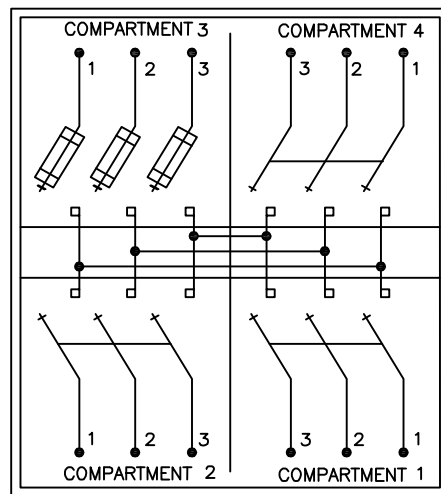 COMPARTMENT 3
COMPARTMENT 4
1 2 3
3 2 1
1 2 3
3 2 1
COMPARTMENT 2
COMPARTMENT 1